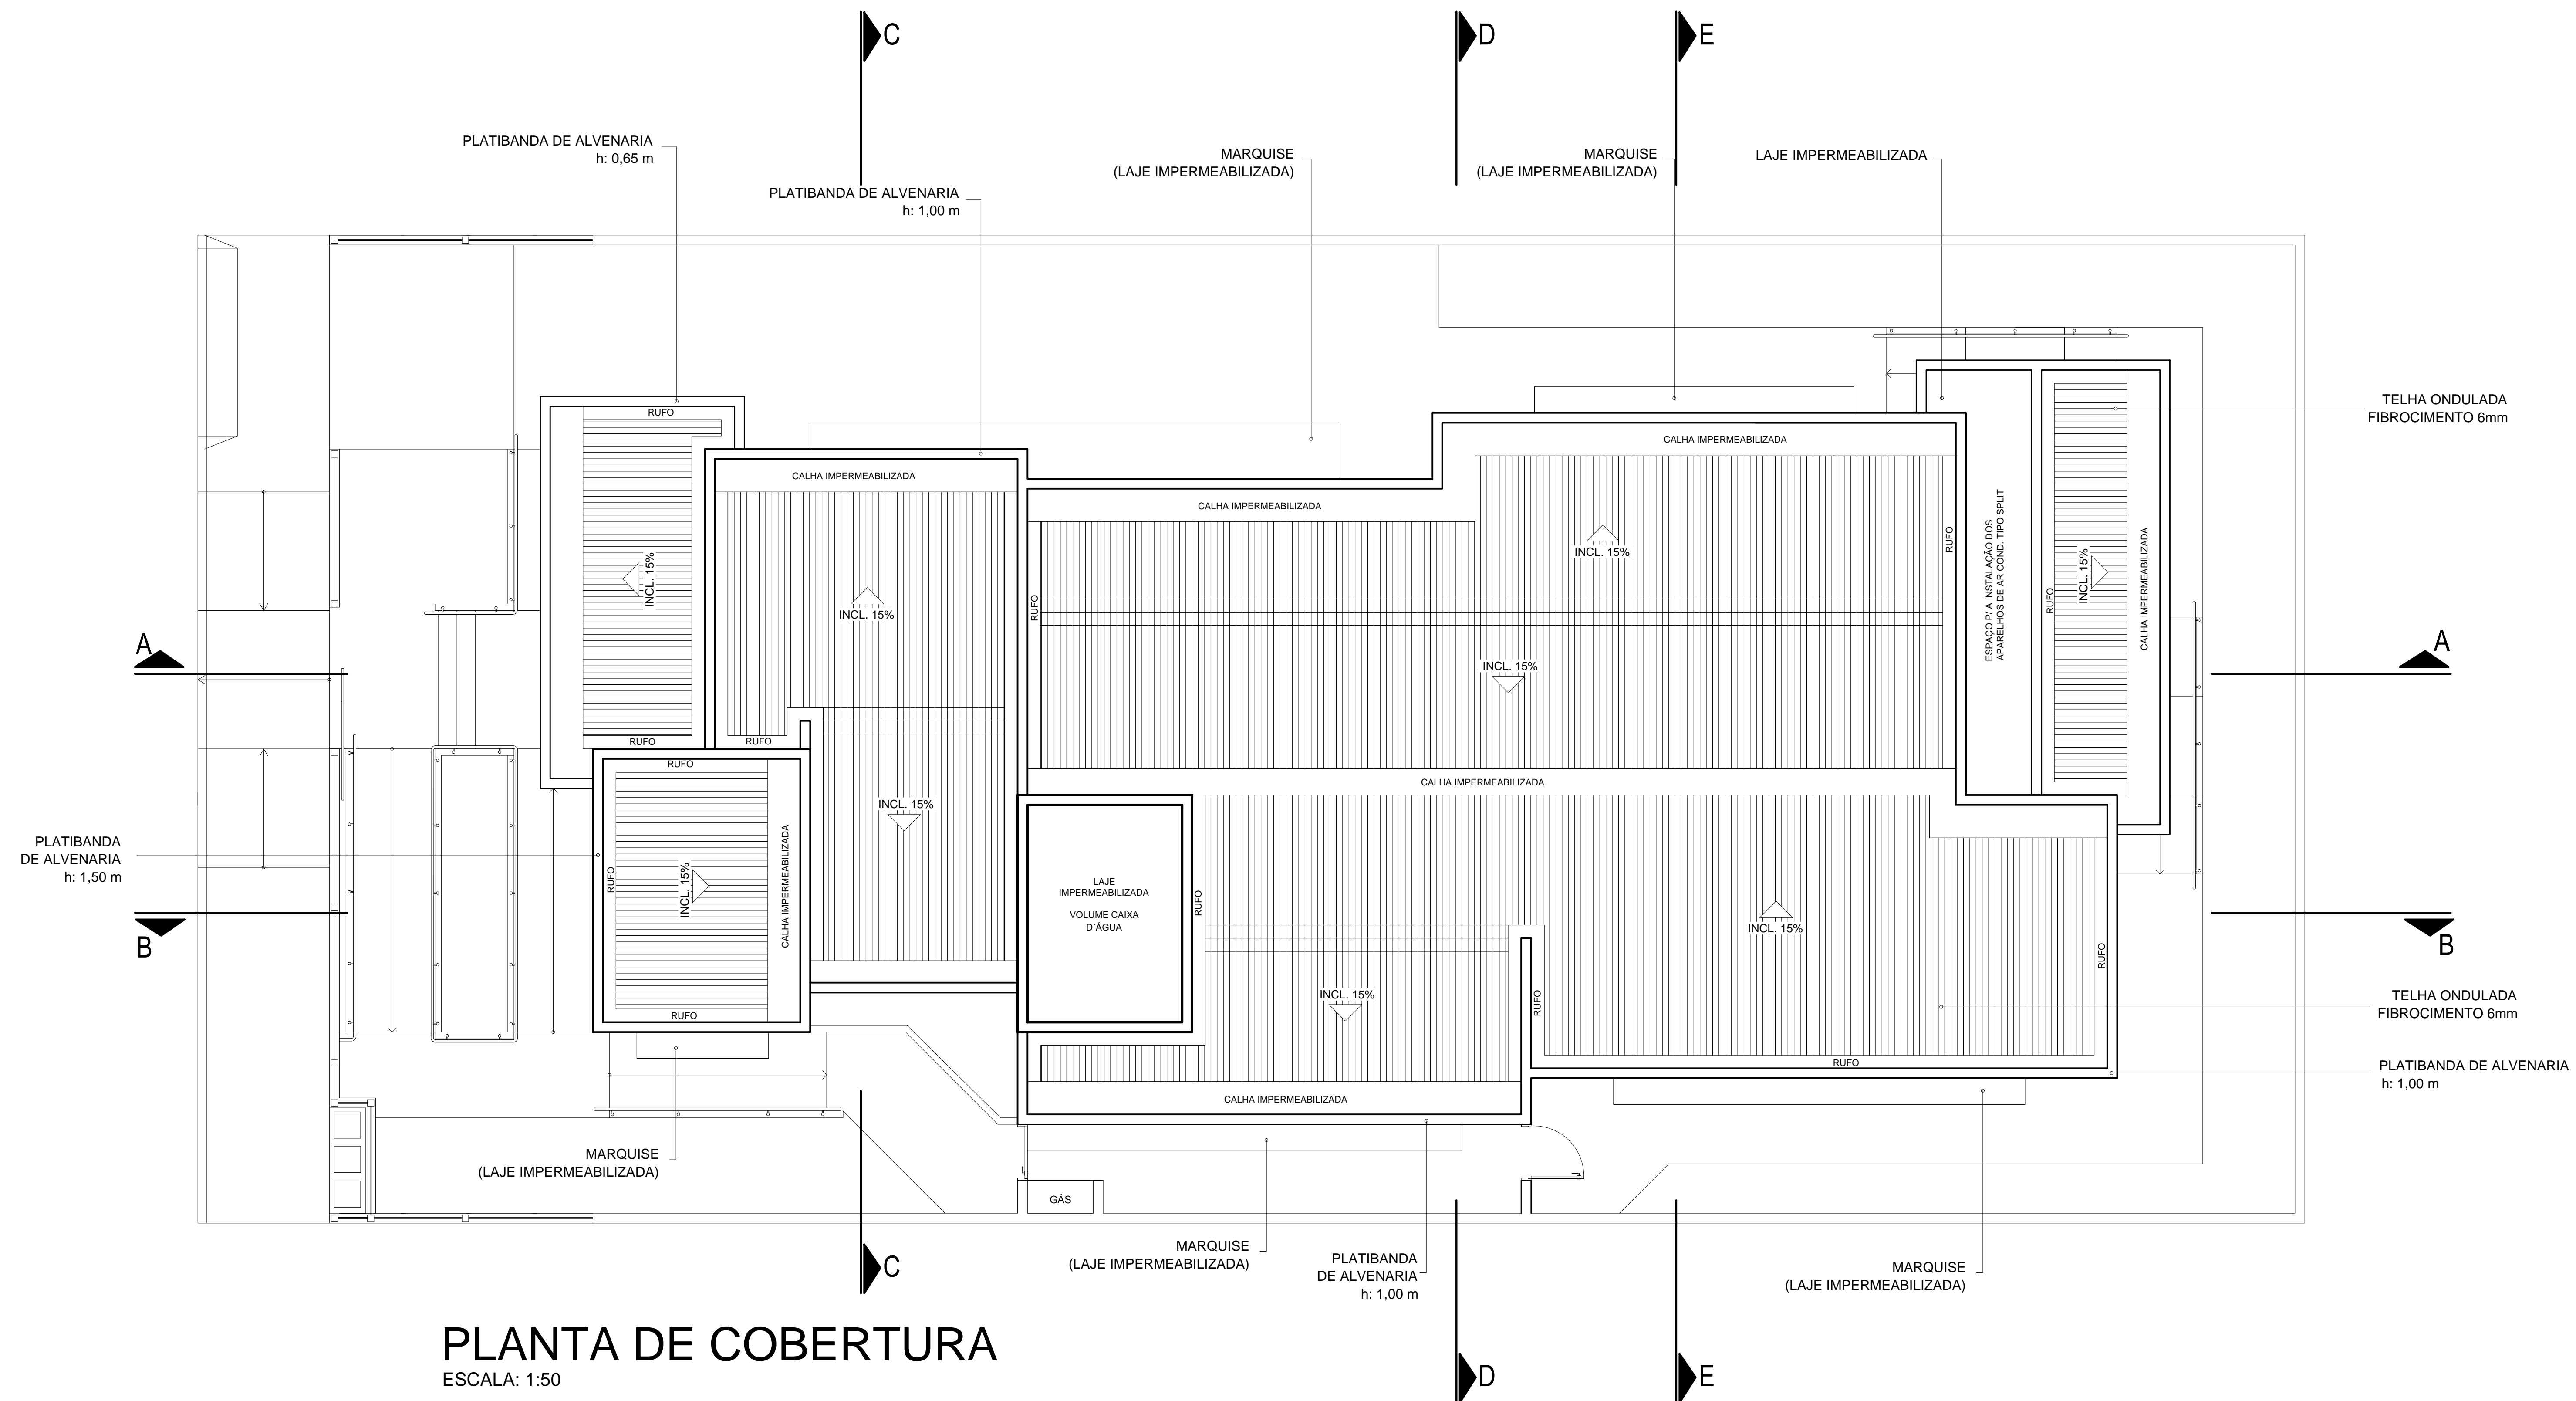 C
D
E
PLATIBANDA DE ALVENARIA
h: 0,65 m
MARQUISE
(LAJE IMPERMEABILIZADA)
MARQUISE
(LAJE IMPERMEABILIZADA)
LAJE IMPERMEABILIZADA
PLATIBANDA DE ALVENARIA
h: 1,00 m
TELHA ONDULADA
FIBROCIMENTO 6mm
RUFO
CALHA IMPERMEABILIZADA
CALHA IMPERMEABILIZADA
CALHA IMPERMEABILIZADA
INCL. 15%
INCL. 15%
INCL. 15%
INCL. 15%
INCL. 15%
RUFO
RUFO
ESPAÇO P/ A INSTALAÇÃO DOS
APARELHOS DE AR COND. TIPO SPLIT
RUFO
CALHA IMPERMEABILIZADA
A
A
RUFO
RUFO
RUFO
CALHA IMPERMEABILIZADA
INCL. 15%
PLATIBANDA
DE ALVENARIA
h: 1,50 m
RUFO
INCL. 15%
CALHA IMPERMEABILIZADA
LAJE
IMPERMEABILIZADA
VOLUME CAIXA
D´ÁGUA
RUFO
INCL. 15%
RUFO
B
B
INCL. 15%
RUFO
RUFO
TELHA ONDULADA
FIBROCIMENTO 6mm
RUFO
PLATIBANDA DE ALVENARIA
h: 1,00 m
CALHA IMPERMEABILIZADA
MARQUISE
(LAJE IMPERMEABILIZADA)
GÁS
MARQUISE
(LAJE IMPERMEABILIZADA)
PLATIBANDA
DE ALVENARIA
h: 1,00 m
MARQUISE
(LAJE IMPERMEABILIZADA)
C
D
E
PLANTA DE COBERTURA
ESCALA: 1:50